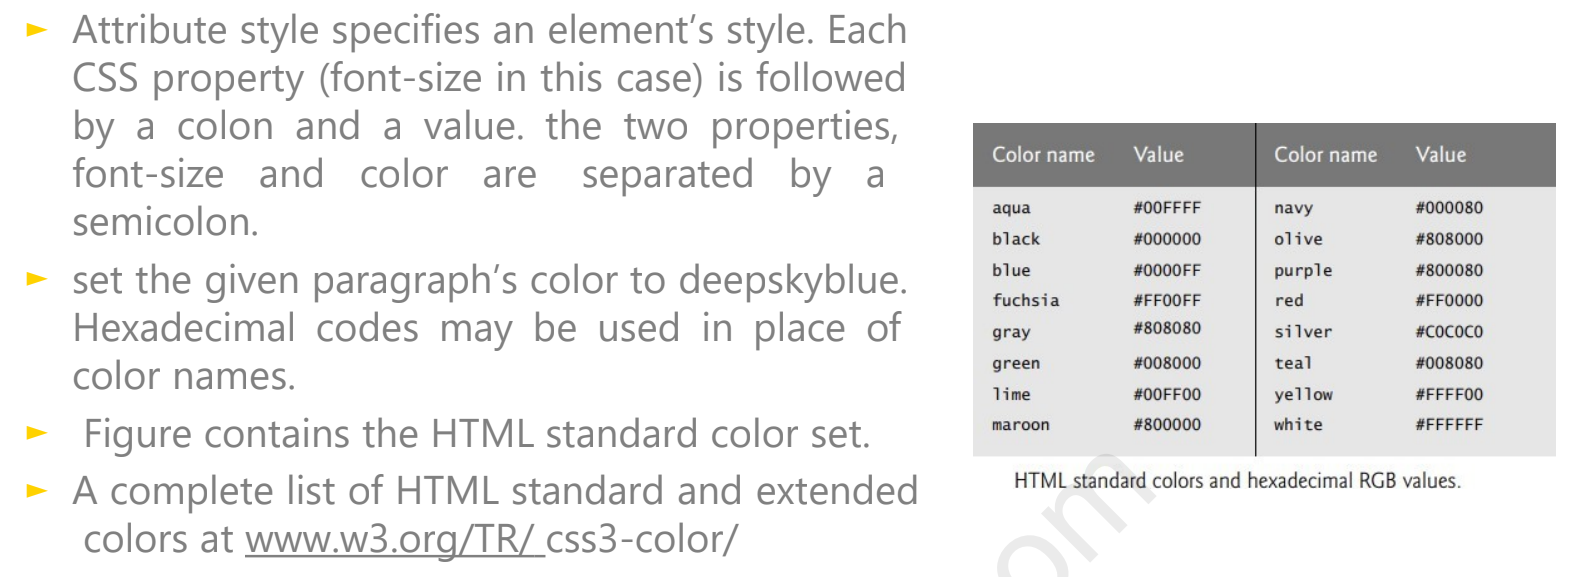 ► Attribute style specifies an element’s style. Each
CSS property (font-size in this case) is followed
by a colon and a value. the two properties,
font-size and color are separated by a
semicolon.
► set the given paragraph’s color to deepskyblue.
Hexadecimal codes may be used in place of
color names.
► Figure contains the HTML standard color set.
► A complete list of HTML standard and extended
colors at www.w3.org/TR/ css3-color/
Color name Value Color name Value
aqua #00FFFF navy #000080
black #000000 olive #808000
blue #0000FF purple #800080
fuchsia #FF00FF red #FF0000
gray #808080 silver #C0C0C0
green #008000 teal #008080
lime #00FF00 yellow #FFFF00
maroon #800000 white #FFFFFF
HTML standard colors and hexadecimal RGB values.
om